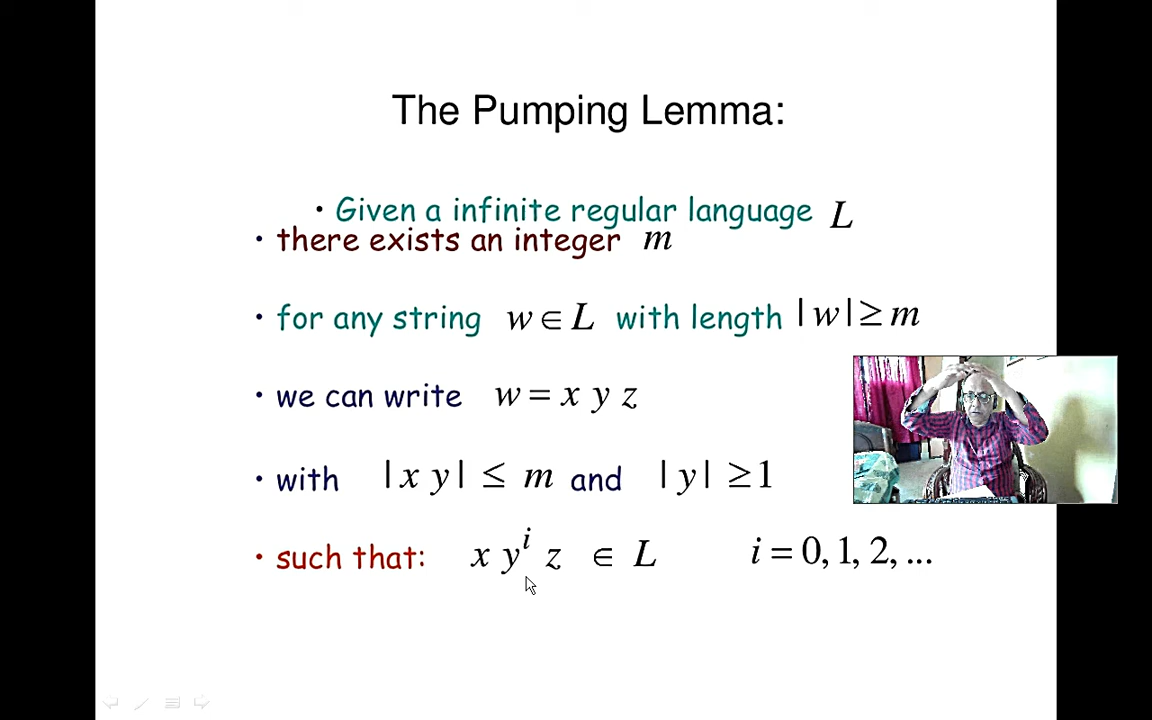 The Pumping Lemma:
• Given a infinite regular language L
• there exists an integer m
• for any string w ∈ L with length |w| ≥ m
• we can write w = x y z
• with |x y| ≤ m and |y| ≥ 1
• such that: x yⁱ z ∈ L i = 0, 1, 2, ...